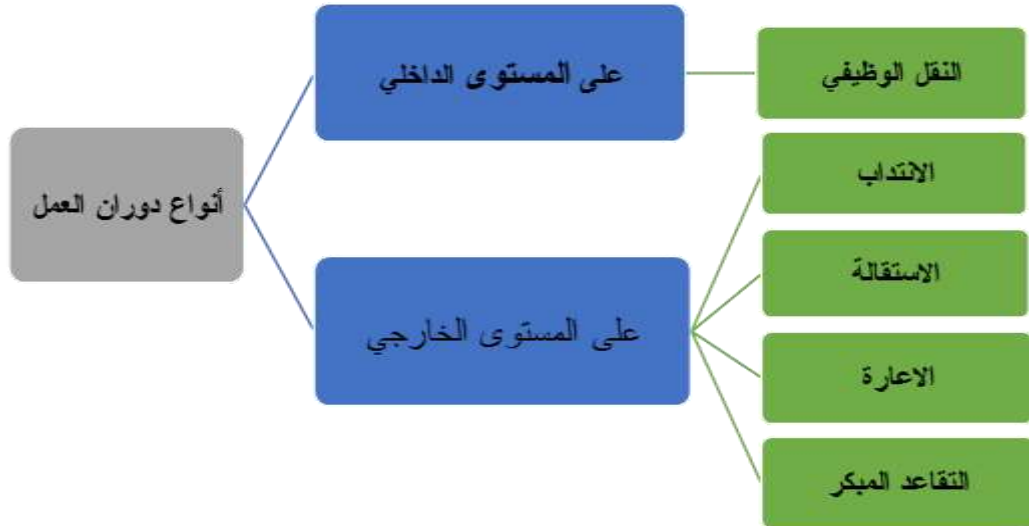 أنواع دوران العمل
على المستوى الداخلي
النقل الوظيفي
على المستوى الخارجي
الانتداب
الاستقالة
الاعارة
التقاعد المبكر